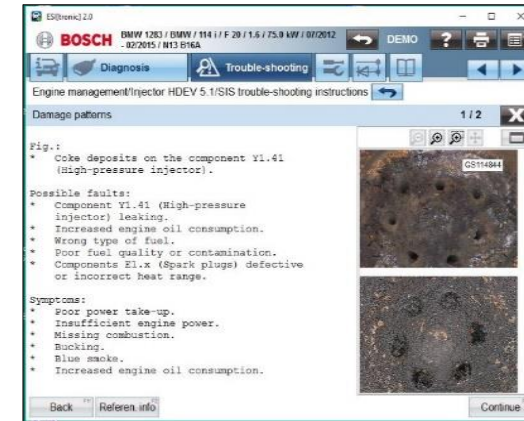 ESI[tronic] 2.0
BOSCH
BMW 1283 / BMW / 114 i / F 20 / 1.6 / 75.0 kW / 07/2012
- 02/2015 / N13 B16A
DEMO
?
Diagnosis
Trouble-shooting
Engine management/Injector HDEV 5.1/SIS trouble-shooting instructions
Damage patterns
1 / 2
X
Fig.:
* Coke deposits on the component Y1.41
(High-pressure injector).
GS114844
Possible faults:
* Component Y1.41 (High-pressure
injector) leaking.
* Increased engine oil consumption.
* Wrong type of fuel.
* Poor fuel quality or contamination.
* Components E1.x (Spark plugs) defective
or incorrect heat range.
Symptoms:
* Poor power take-up.
* Insufficient engine power.
* Missing combustion.
* Bucking.
* Blue smoke.
* Increased engine oil consumption.
Back
Referen. info
Continue